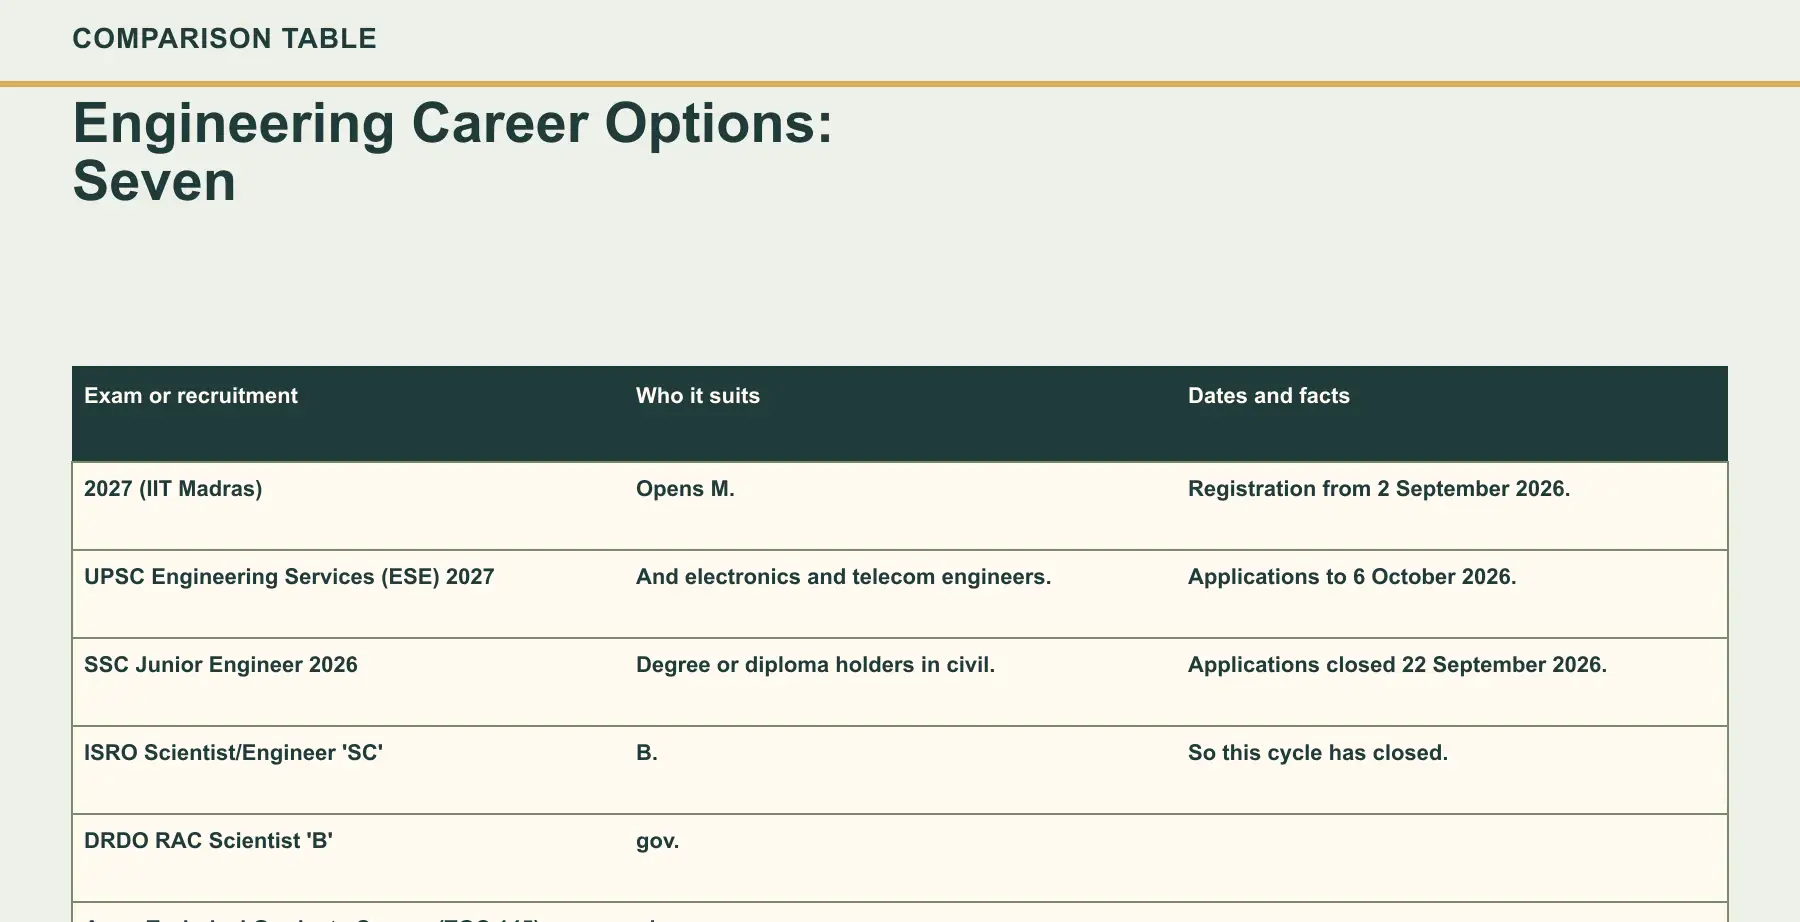 COMPARISON TABLE
Engineering Career Options:
Seven
Exam or recruitment Who it suits Dates and facts
2027 (IIT Madras) Opens M. Registration from 2 September 2026.
UPSC Engineering Services (ESE) 2027 And electronics and telecom engineers. Applications to 6 October 2026.
SSC Junior Engineer 2026 Degree or diploma holders in civil. Applications closed 22 September 2026.
ISRO Scientist/Engineer 'SC' B. So this cycle has closed.
DRDO RAC Scientist 'B' gov.